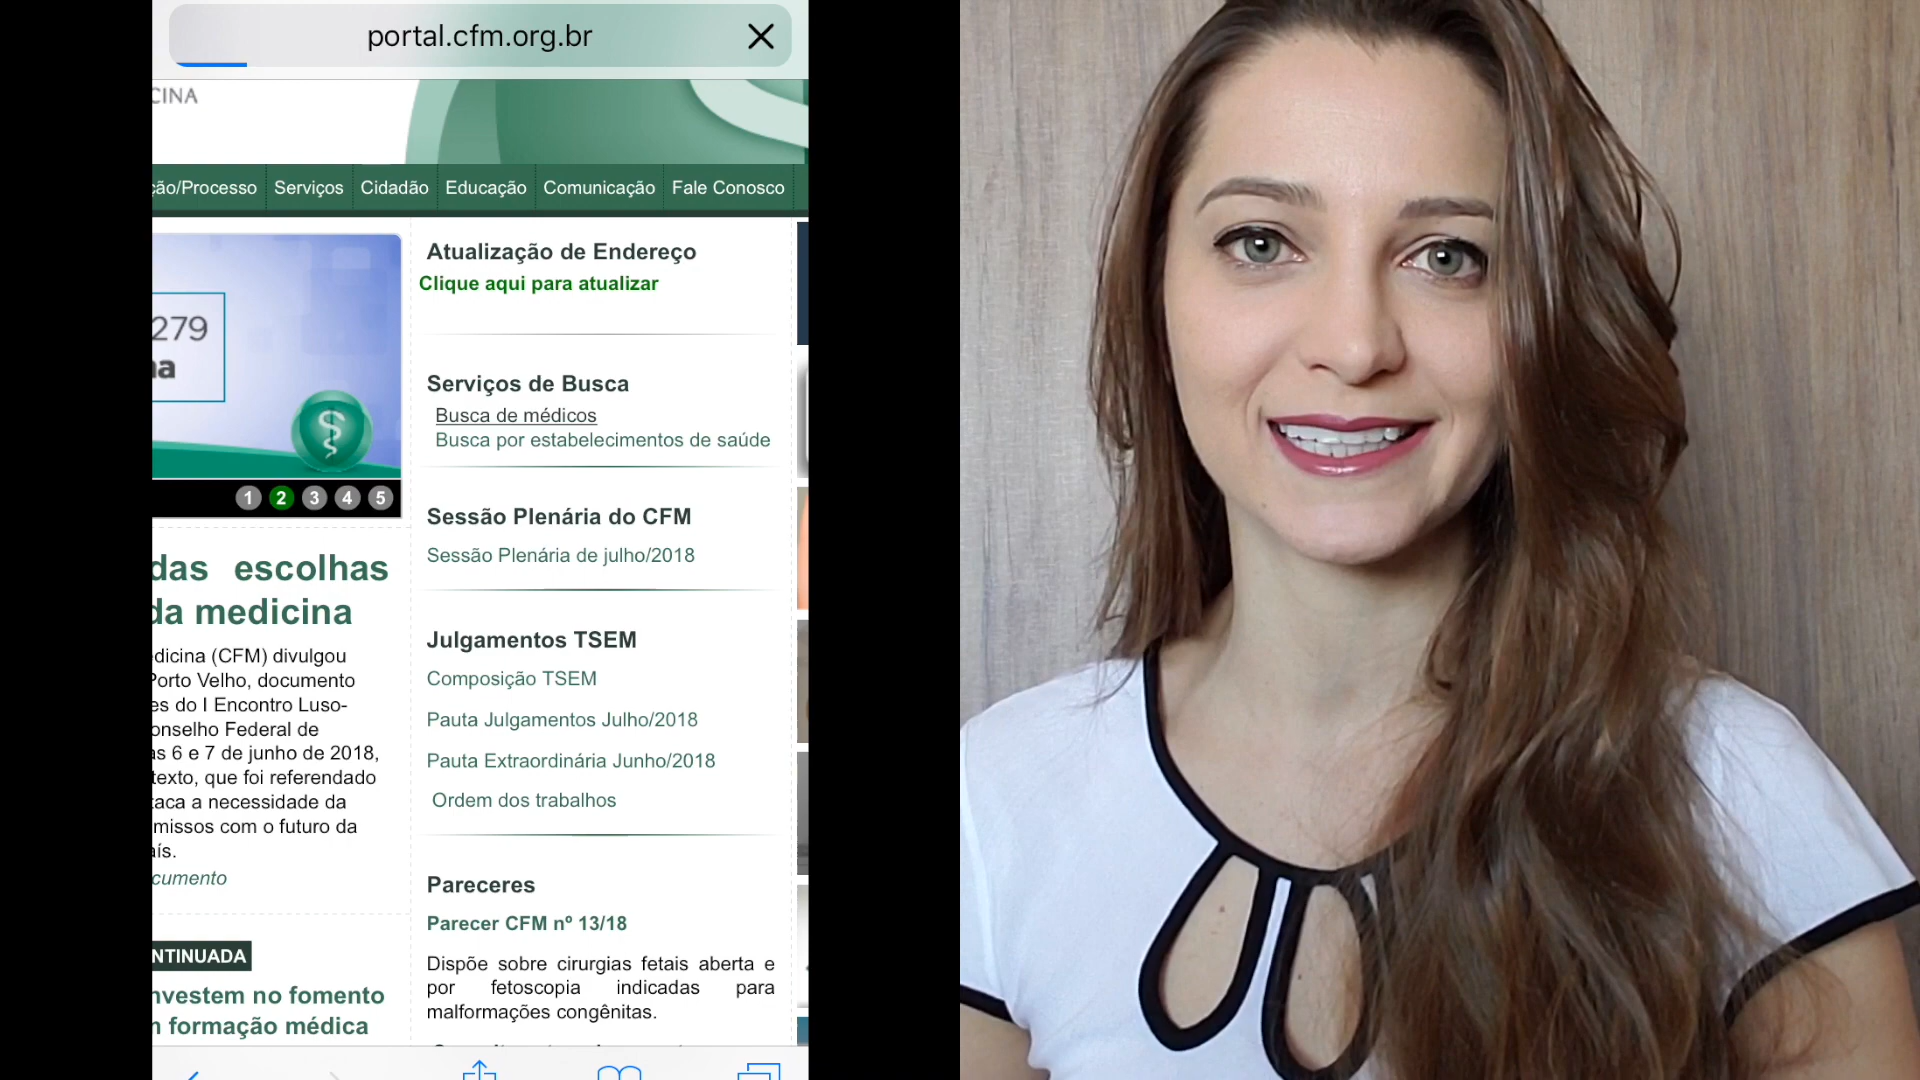 portal.cfm.org.br
CINA
ção/Processo Serviços Cidadão Educação Comunicação Fale Conosco
279
na
1 2 3 4 5
das escolhas
da medicina
edicina (CFM) divulgou
Porto Velho, documento
es do I Encontro Luso-
onselho Federal de
as 6 e 7 de junho de 2018,
texto, que foi referendado
taca a necessidade da
missos com o futuro da
aís.
cumento
NTINUADA
nvestem no fomento
formação médica
Atualização de Endereço
Clique aqui para atualizar
Serviços de Busca
Busca de médicos
Busca por estabelecimentos de saúde
Sessão Plenária do CFM
Sessão Plenária de julho/2018
Julgamentos TSEM
Composição TSEM
Pauta Julgamentos Julho/2018
Pauta Extraordinária Junho/2018
Ordem dos trabalhos
Pareceres
Parecer CFM nº 13/18
Dispõe sobre cirurgias fetais aberta e
por fetoscopia indicadas para
malformações congênitas.